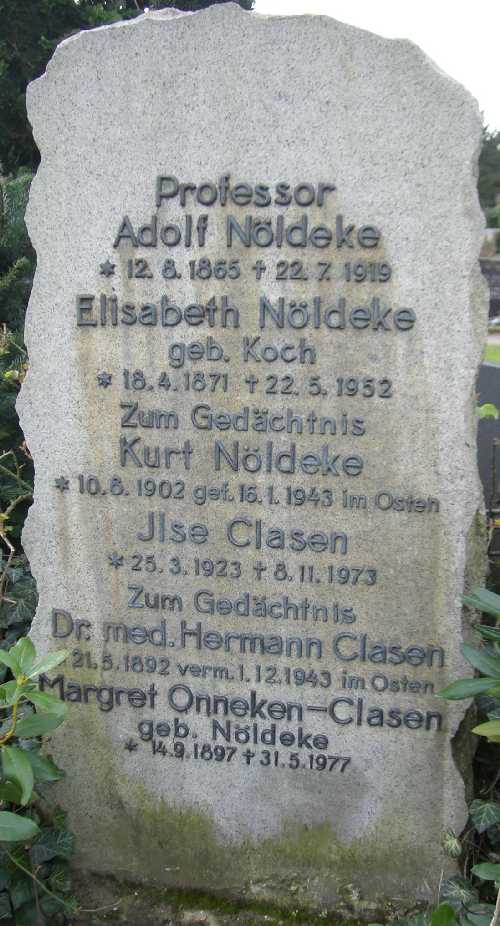 Professor
Adolf Nöldeke
* 12. 8. 1865 † 22. 7. 1919
Elisabeth Nöldeke
geb. Koch
* 18. 4. 1871 † 22. 5. 1952
Zum Gedächtnis
Kurt Nöldeke
* 10. 6. 1902 gef. 16. 1. 1943 im Osten
Jlse Clasen
* 25. 3. 1923 † 8. 11. 1973
Zum Gedächtnis
Dr. med. Hermann Clasen
* 21. 5. 1892 verm. 1. 12. 1943 im Osten
Margret Onneken-Clasen
geb. Nöldeke
* 14. 9. 1897 † 31. 5. 1977